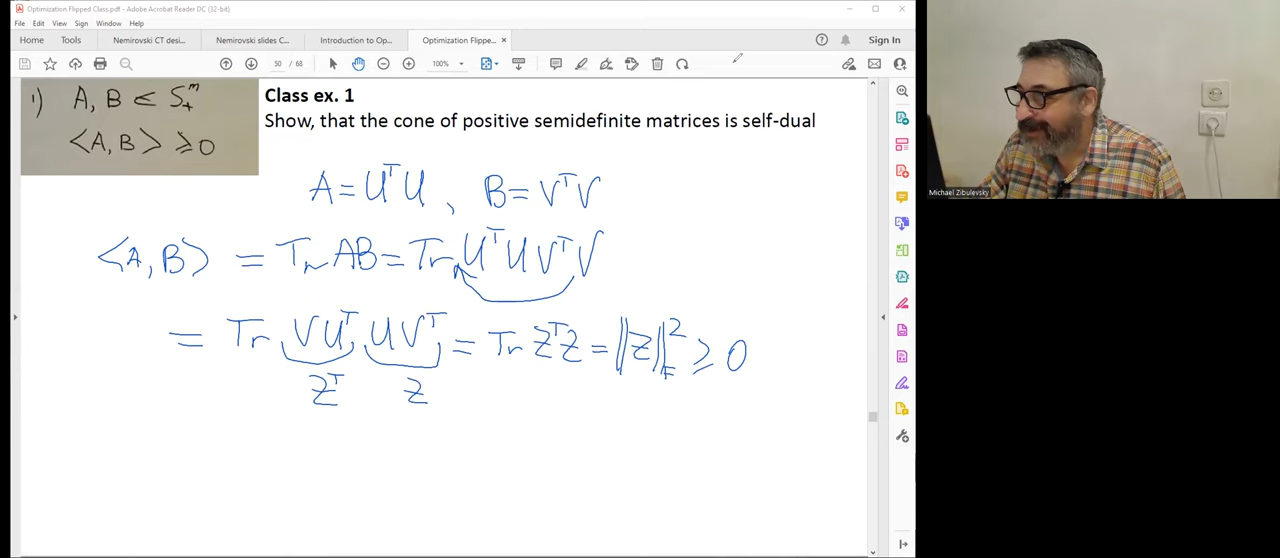 Optimization Flipped Class.pdf - Adobe Acrobat Reader DC (32-bit)
File Edit View Sign Window Help
Home Tools Nemirovski CT desi... Nemirovski slides C... Introduction to Op... Optimization Flippe... × Sign In
50 / 68 100%
1) A, B ∈ S₊ᵐ
⟨A, B⟩ ≥ 0
Class ex. 1
Show, that the cone of positive semidefinite matrices is self-dual
A = UᵀU , B = VᵀV
⟨A, B⟩ = Tr AB = Tr UᵀU VᵀV
= Tr VUᵀ UVᵀ = Tr ZᵀZ = ‖Z‖²_F ≥ 0
Zᵀ Z
Michael Zibulevsky